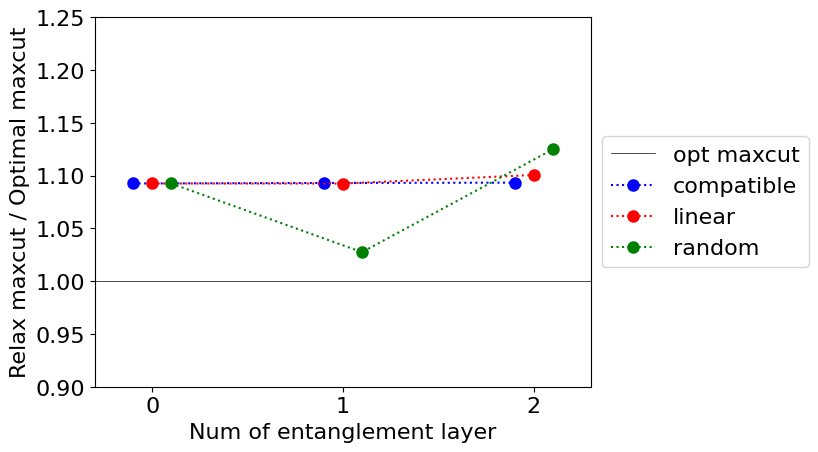 Relax maxcut / Optimal maxcut
1.25
1.20
1.15
1.10
1.05
1.00
0.95
0.90
0
1
2
Num of entanglement layer
opt maxcut
compatible
linear
random